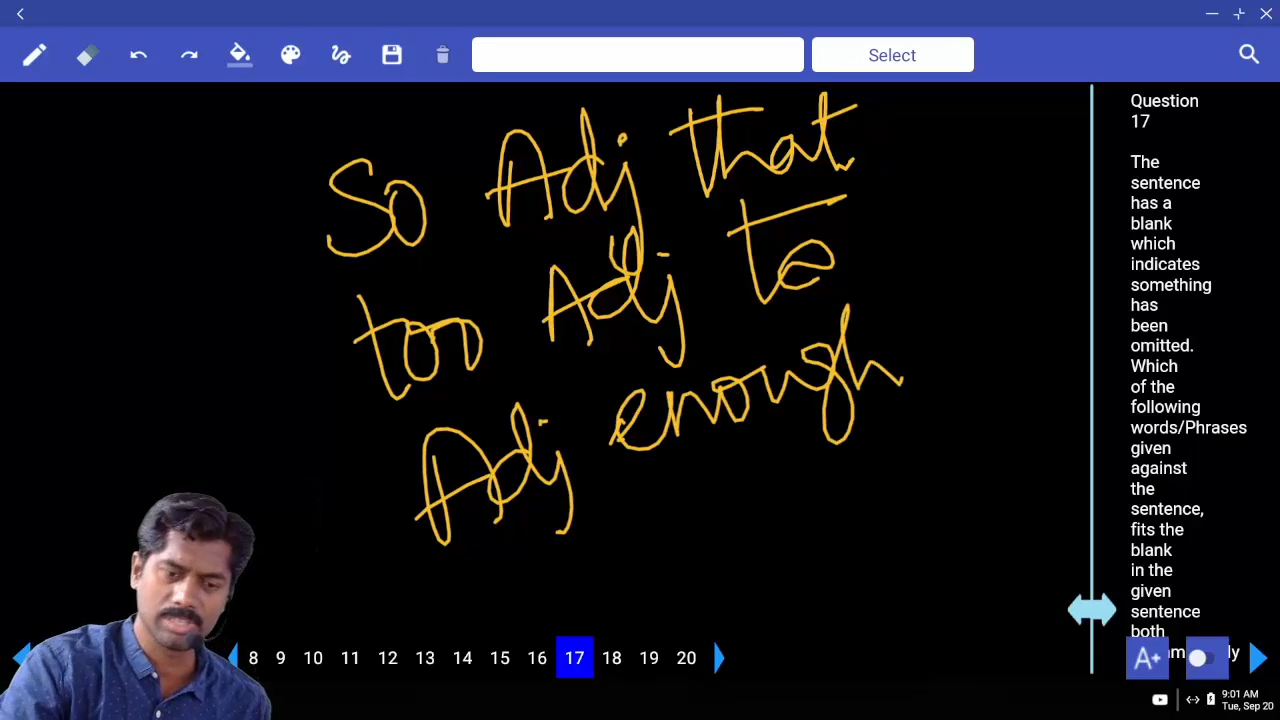 Select
So Adj that
too Adj to
Adj enough
Question
17
The
sentence
has a
blank
which
indicates
something
has
been
omitted.
Which
of the
following
words/Phrases
given
against
the
sentence,
fits the
blank
in the
given
sentence
both
A+
8 9 10 11 12 13 14 15 16 17 18 19 20
9:01 AM
Tue, Sep 20